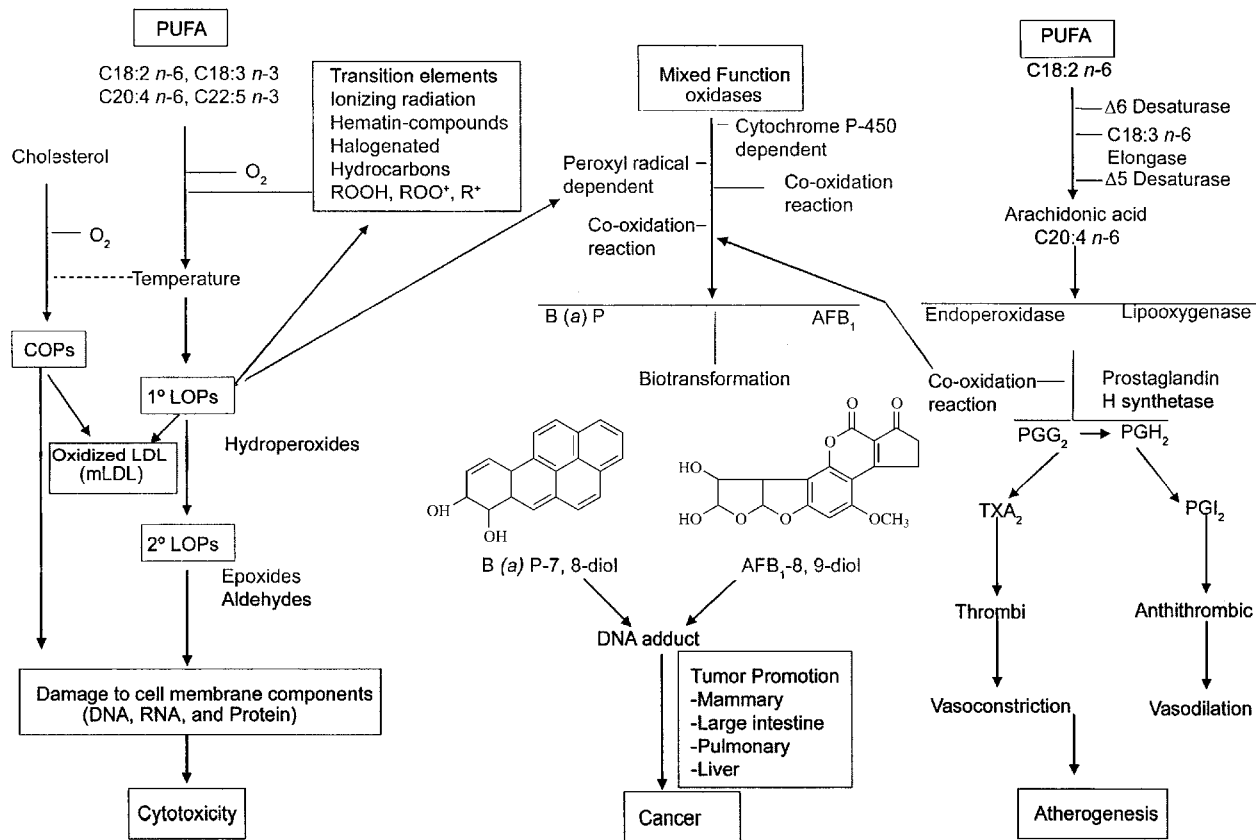 PUFA
C18:2 n-6, C18:3 n-3
C20:4 n-6, C22:5 n-3
Cholesterol
O₂
O₂
Temperature
Transition elements
Ionizing radiation
Hematin-compounds
Halogenated
Hydrocarbons
ROOH, ROO⁺, R⁺
COPs
1º LOPs
Hydroperoxides
Oxidized LDL
(mLDL)
2º LOPs
Epoxides
Aldehydes
Damage to cell membrane components
(DNA, RNA, and Protein)
Cytotoxicity
Mixed Function
oxidases
Cytochrome P-450
dependent
Peroxyl radical
dependent
Co-oxidation
reaction
Co-oxidation
reaction
B (a) P
AFB₁
Biotransformation
OH
OH
HO
HO
O
O
O
O
O
OCH₃
B (a) P-7, 8-diol
AFB₁-8, 9-diol
DNA adduct
Tumor Promotion
-Mammary
-Large intestine
-Pulmonary
-Liver
Cancer
PUFA
C18:2 n-6
Δ6 Desaturase
C18:3 n-6
Elongase
Δ5 Desaturase
Arachidonic acid
C20:4 n-6
Endoperoxidase
Lipooxygenase
Co-oxidation
reaction
Prostaglandin
H synthetase
PGG₂
PGH₂
TXA₂
PGI₂
Thrombi
Anthithrombic
Vasoconstriction
Vasodilation
Atherogenesis